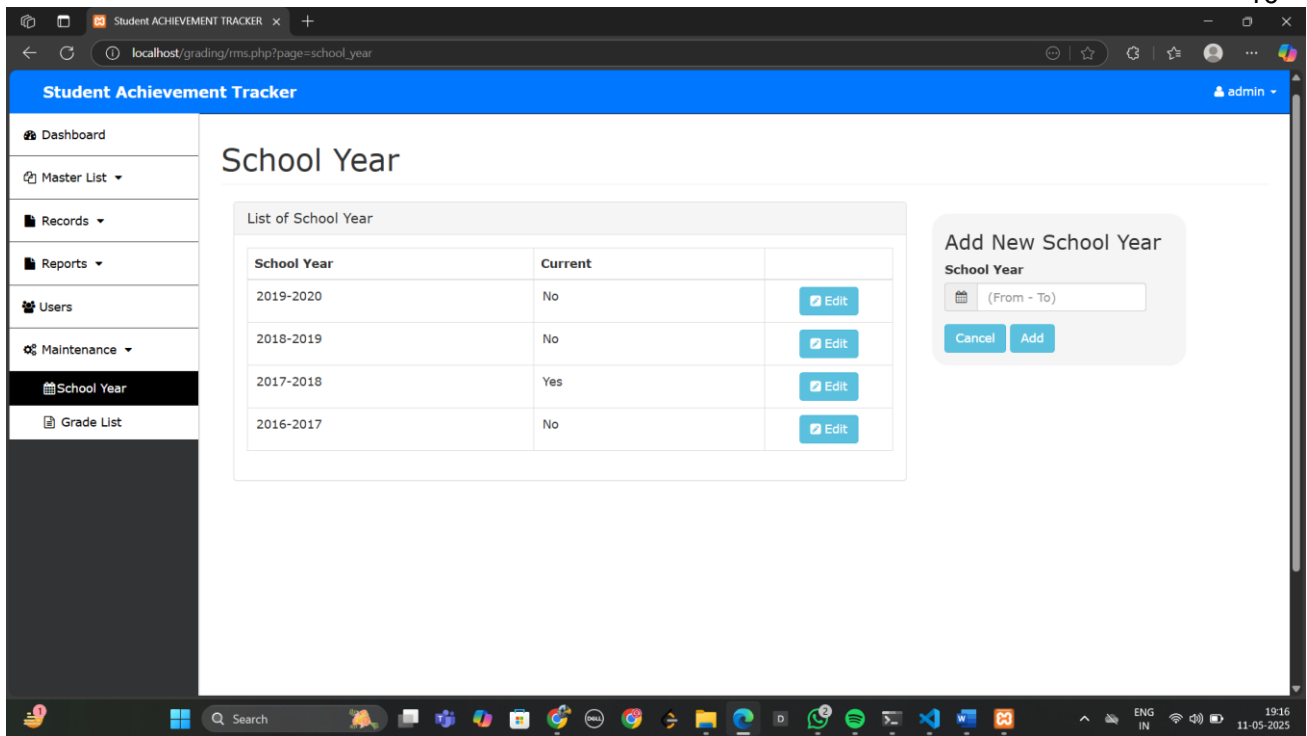 Student ACHIEVEMENT TRACKER
localhost/grading/rms.php?page=school_year
Student Achievement Tracker
admin
Dashboard
Master List
Records
Reports
Users
Maintenance
School Year
Grade List
School Year
List of School Year
School Year Current
2019-2020 No Edit
2018-2019 No Edit
2017-2018 Yes Edit
2016-2017 No Edit
Add New School Year
School Year
(From - To)
Cancel Add
1
Search
DELL
D
2
ENG
IN
19:16
11-05-2025